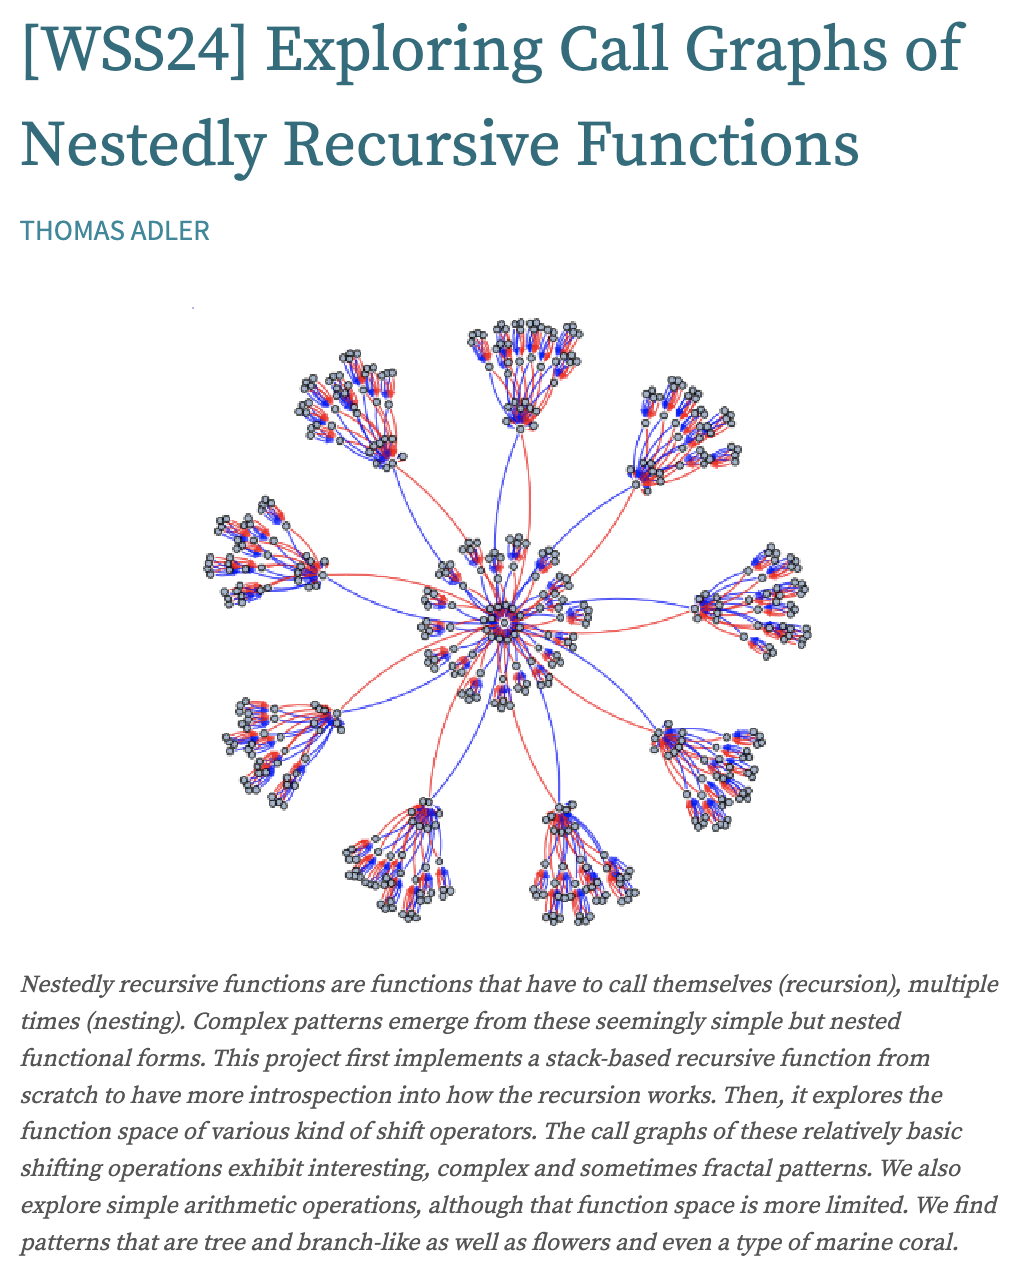 [WSS24] Exploring Call Graphs of
Nestedly Recursive Functions
THOMAS ADLER
Nestedly recursive functions are functions that have to call themselves (recursion), multiple
times (nesting). Complex patterns emerge from these seemingly simple but nested
functional forms. This project first implements a stack-based recursive function from
scratch to have more introspection into how the recursion works. Then, it explores the
function space of various kind of shift operators. The call graphs of these relatively basic
shifting operations exhibit interesting, complex and sometimes fractal patterns. We also
explore simple arithmetic operations, although that function space is more limited. We find
patterns that are tree and branch-like as well as flowers and even a type of marine coral.